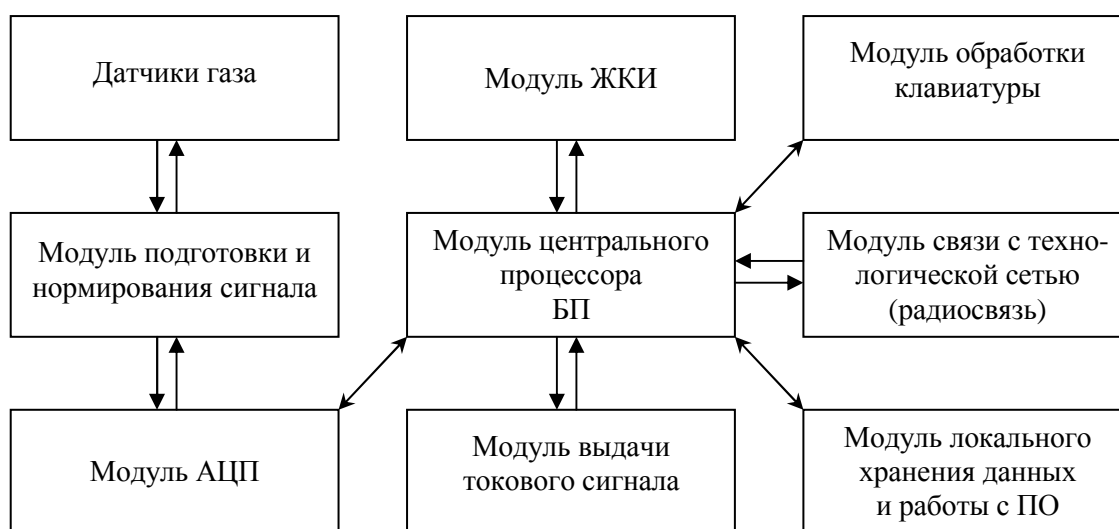 Датчики газа
Модуль ЖКИ
Модуль обработки
клавиатуры
Модуль подготовки и
нормирования сигнала
Модуль центрального
процессора
БП
Модуль связи с техно-
логической сетью
(радиосвязь)
Модуль АЦП
Модуль выдачи
токового сигнала
Модуль локального
хранения данных
и работы с ПО